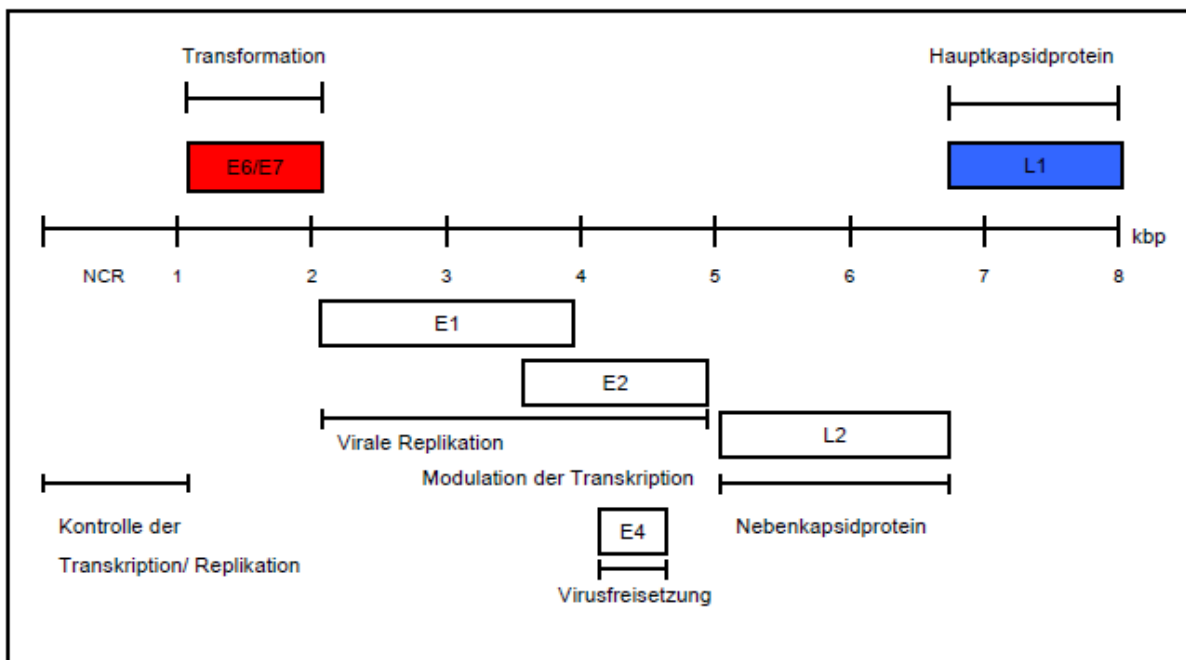 Transformation
Hauptkapsidprotein
E6/E7
L1
kbp
NCR 1 2 3 4 5 6 7 8
E1
E2
L2
Virale Replikation
Modulation der Transkription
Kontrolle der
Transkription/ Replikation
E4
Nebenkapsidprotein
Virusfreisetzung